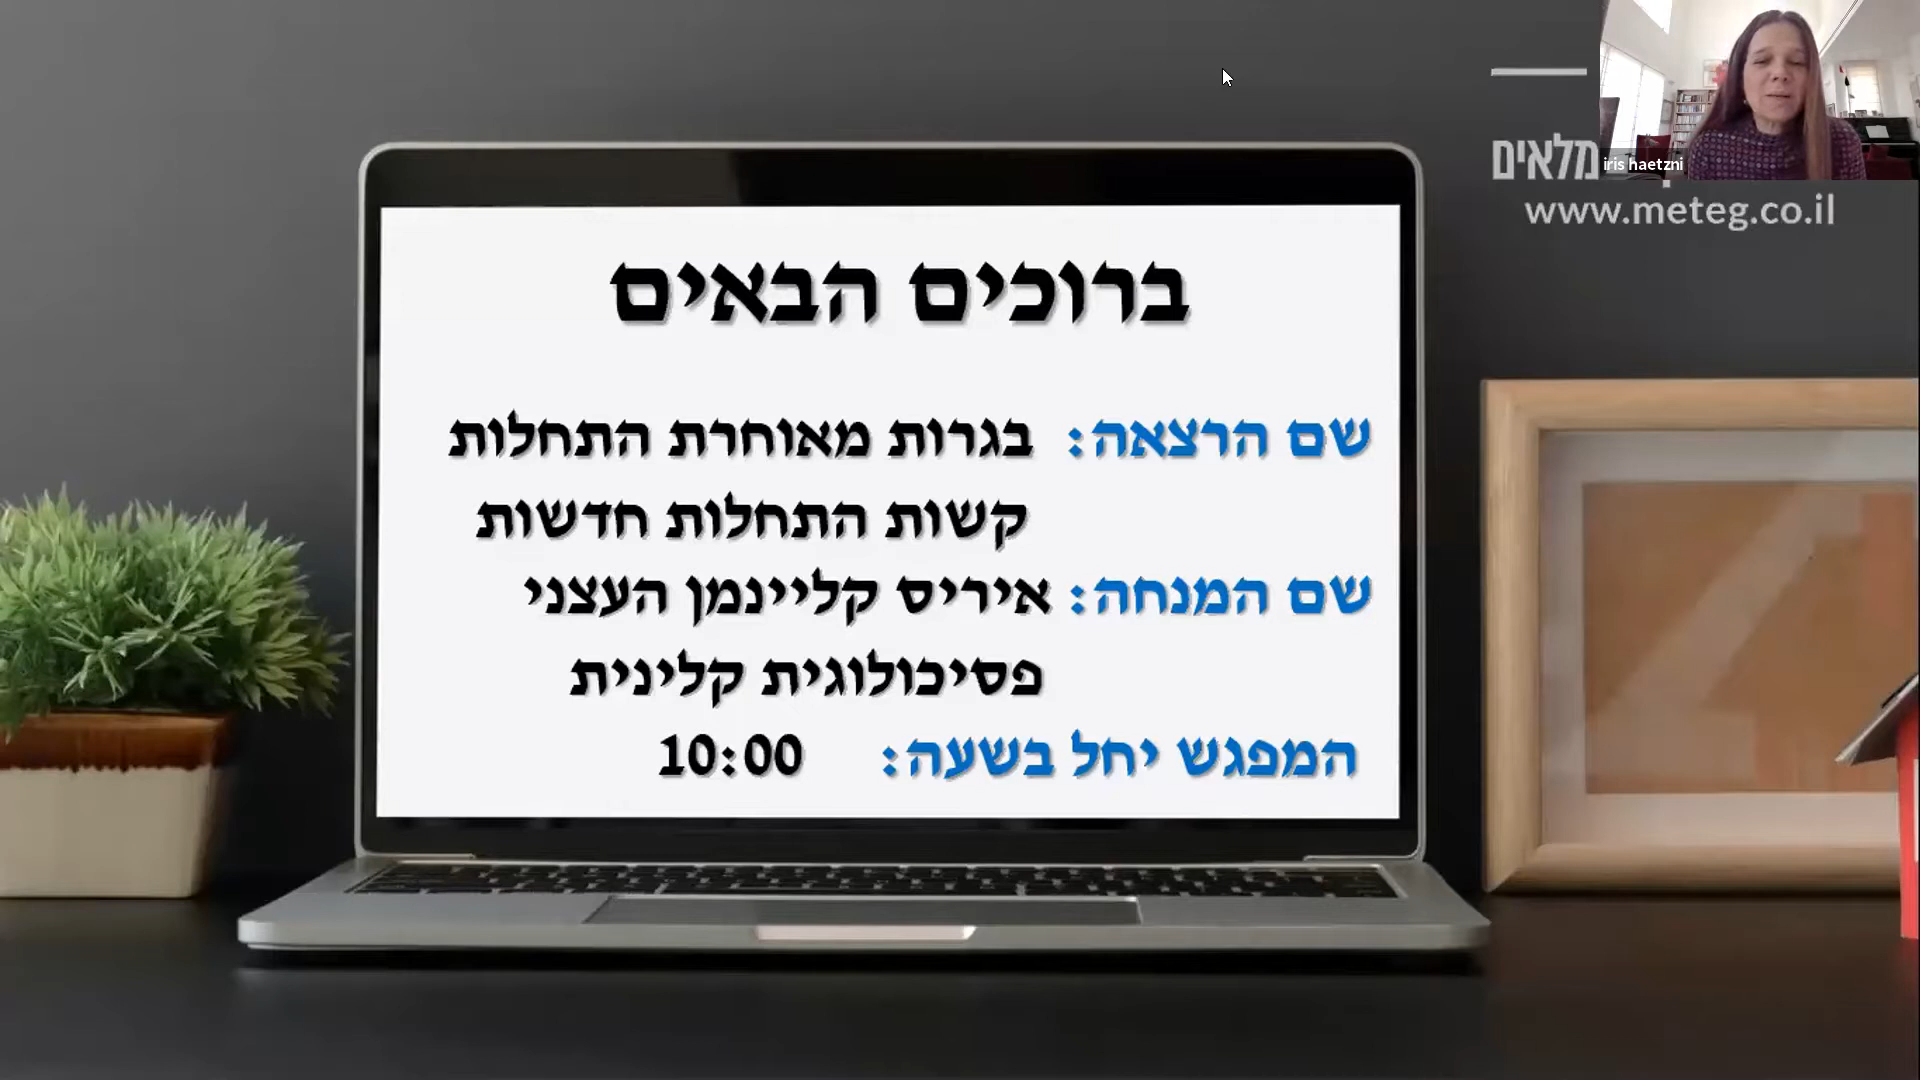 מלאים
iris haetzni
www.meteg.co.il
ברוכים הבאים
שם הרצאה: בגרות מאוחרת התחלות
קשות התחלות חדשות
שם המנחה: איריס קליינמן העצני
פסיכולוגית קלינית
המפגש יחל בשעה: 10:00